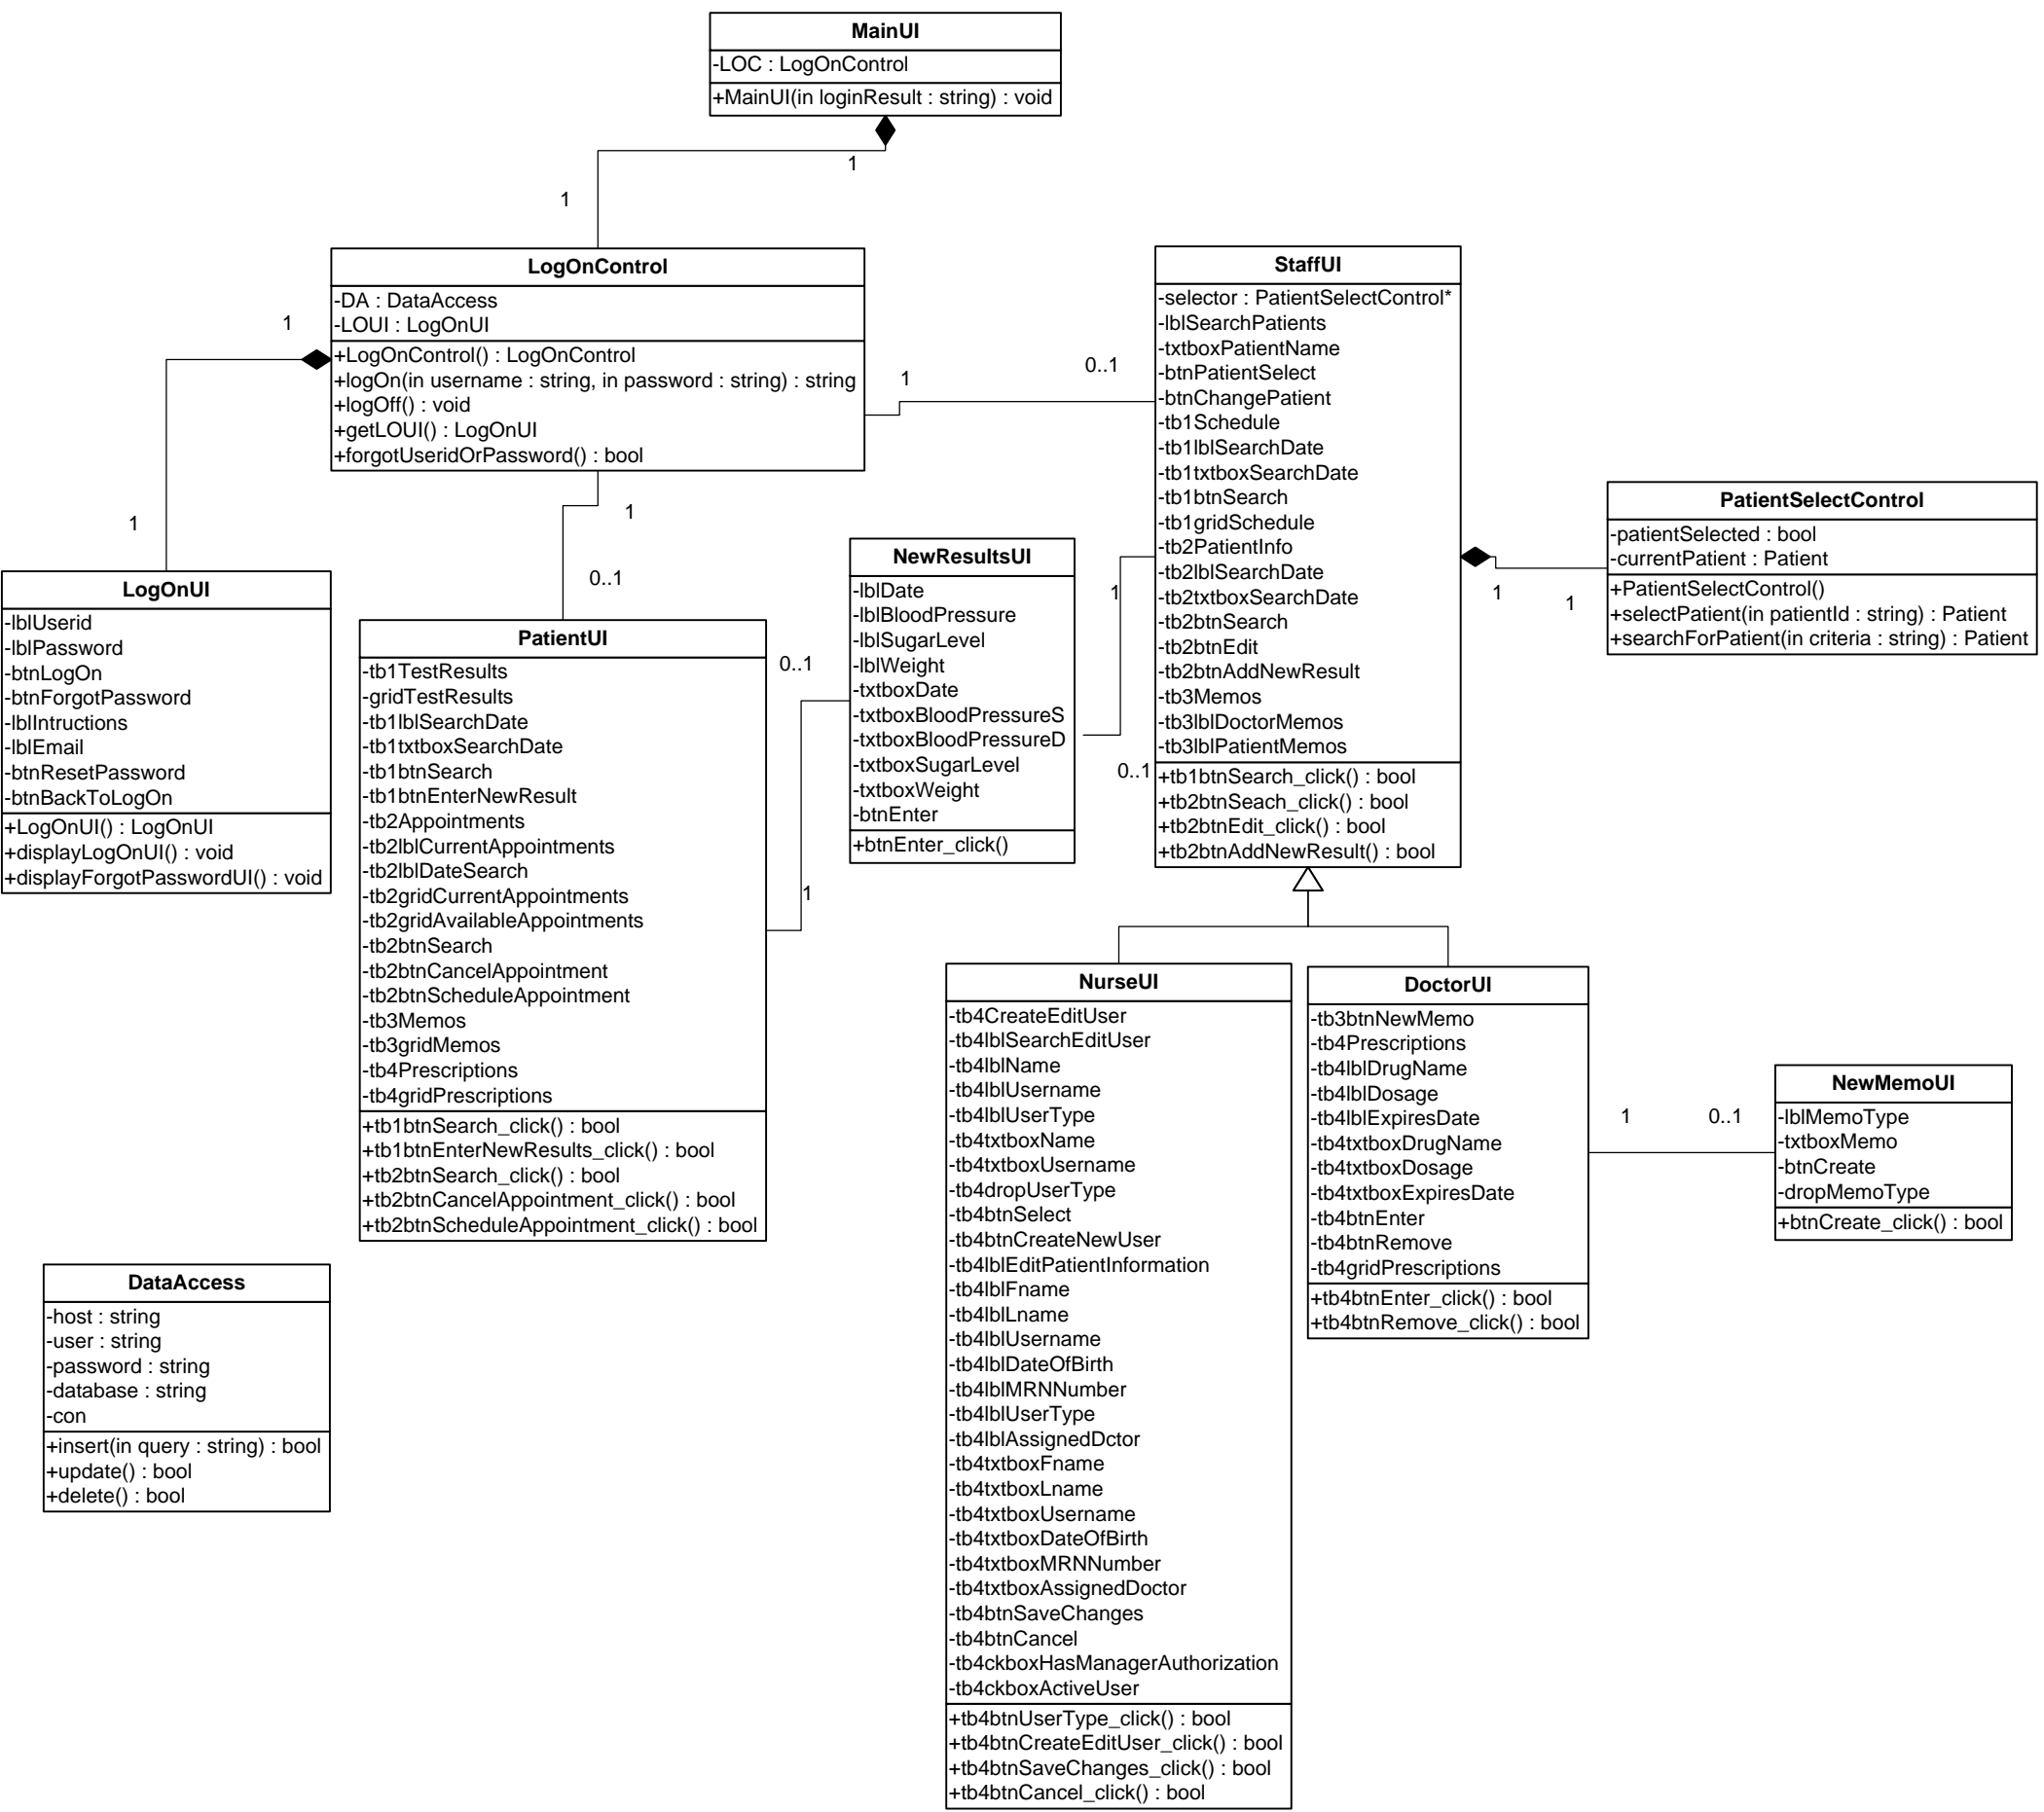 MainUI
-LOC : LogOnControl
+MainUI(in loginResult : string) : void
1
1
LogOnControl
-DA : DataAccess
-LOUI : LogOnUI
+LogOnControl() : LogOnControl
+logOn(in username : string, in password : string) : string
+logOff() : void
+getLOUI() : LogOnUI
+forgotUseridOrPassword() : bool
1
1
1
0..1
1
0..1
StaffUI
-selector : PatientSelectControl*
-lblSearchPatients
-txtboxPatientName
-btnPatientSelect
-btnChangePatient
-tb1Schedule
-tb1lblSearchDate
-tb1txtboxSearchDate
-tb1btnSearch
-tb1gridSchedule
-tb2PatientInfo
-tb2lblSearchDate
-tb2txtboxSearchDate
-tb2btnSearch
-tb2btnEdit
-tb2btnAddNewResult
-tb3Memos
-tb3lblDoctorMemos
-tb3lblPatientMemos
+tb1btnSearch_click() : bool
+tb2btnSeach_click() : bool
+tb2btnEdit_click() : bool
+tb2btnAddNewResult() : bool
1
1
PatientSelectControl
-patientSelected : bool
-currentPatient : Patient
+PatientSelectControl()
+selectPatient(in patientId : string) : Patient
+searchForPatient(in criteria : string) : Patient
LogOnUI
-lblUserid
-lblPassword
-btnLogOn
-btnForgotPassword
-lblIntructions
-lblEmail
-btnResetPassword
-btnBackToLogOn
+LogOnUI() : LogOnUI
+displayLogOnUI() : void
+displayForgotPasswordUI() : void
PatientUI
-tb1TestResults
-gridTestResults
-tb1lblSearchDate
-tb1txtboxSearchDate
-tb1btnSearch
-tb1btnEnterNewResult
-tb2Appointments
-tb2lblCurrentAppointments
-tb2lblDateSearch
-tb2gridCurrentAppointments
-tb2gridAvailableAppointments
-tb2btnSearch
-tb2btnCancelAppointment
-tb2btnScheduleAppointment
-tb3Memos
-tb3gridMemos
-tb4Prescriptions
-tb4gridPrescriptions
+tb1btnSearch_click() : bool
+tb1btnEnterNewResults_click() : bool
+tb2btnSearch_click() : bool
+tb2btnCancelAppointment_click() : bool
+tb2btnScheduleAppointment_click() : bool
0..1
1
NewResultsUI
-lblDate
-lblBloodPressure
-lblSugarLevel
-lblWeight
-txtboxDate
-txtboxBloodPressureS
-txtboxBloodPressureD
-txtboxSugarLevel
-txtboxWeight
-btnEnter
+btnEnter_click()
1
0..1
NurseUI
-tb4CreateEditUser
-tb4lblSearchEditUser
-tb4lblName
-tb4lblUsername
-tb4lblUserType
-tb4txtboxName
-tb4txtboxUsername
-tb4dropUserType
-tb4btnSelect
-tb4btnCreateNewUser
-tb4lblEditPatientInformation
-tb4lblFname
-tb4lblLname
-tb4lblUsername
-tb4lblDateOfBirth
-tb4lblMRNNumber
-tb4lblUserType
-tb4lblAssignedDctor
-tb4txtboxFname
-tb4txtboxLname
-tb4txtboxUsername
-tb4txtboxDateOfBirth
-tb4txtboxMRNNumber
-tb4txtboxAssignedDoctor
-tb4btnSaveChanges
-tb4btnCancel
-tb4ckboxHasManagerAuthorization
-tb4ckboxActiveUser
+tb4btnUserType_click() : bool
+tb4btnCreateEditUser_click() : bool
+tb4btnSaveChanges_click() : bool
+tb4btnCancel_click() : bool
DoctorUI
-tb3btnNewMemo
-tb4Prescriptions
-tb4lblDrugName
-tb4lblDosage
-tb4lblExpiresDate
-tb4txtboxDrugName
-tb4txtboxDosage
-tb4txtboxExpiresDate
-tb4btnEnter
-tb4btnRemove
-tb4gridPrescriptions
+tb4btnEnter_click() : bool
+tb4btnRemove_click() : bool
1
0..1
NewMemoUI
-lblMemoType
-txtboxMemo
-btnCreate
-dropMemoType
+btnCreate_click() : bool
DataAccess
-host : string
-user : string
-password : string
-database : string
-con
+insert(in query : string) : bool
+update() : bool
+delete() : bool